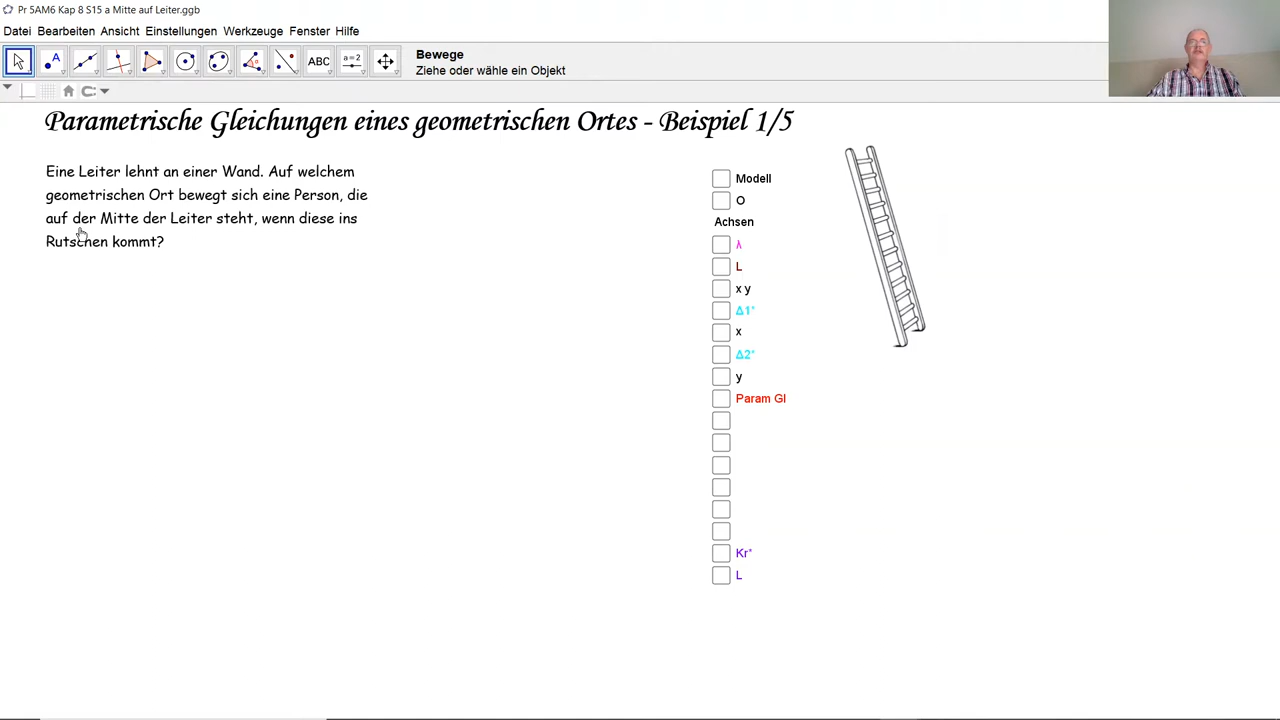 Pr 5AM6 Kap 8 S15 a Mitte auf Leiter.ggb
Datei Bearbeiten Ansicht Einstellungen Werkzeuge Fenster Hilfe
A
ABC
a=2
Bewege
Ziehe oder wähle ein Objekt
Parametrische Gleichungen eines geometrischen Ortes - Beispiel 1/5
Eine Leiter lehnt an einer Wand. Auf welchem
geometrischen Ort bewegt sich eine Person, die
auf der Mitte der Leiter steht, wenn diese ins
Rutschen kommt?
Modell
O
Achsen
λ
L
x y
Δ1*
x
Δ2*
y
Param Gl
Kr*
L